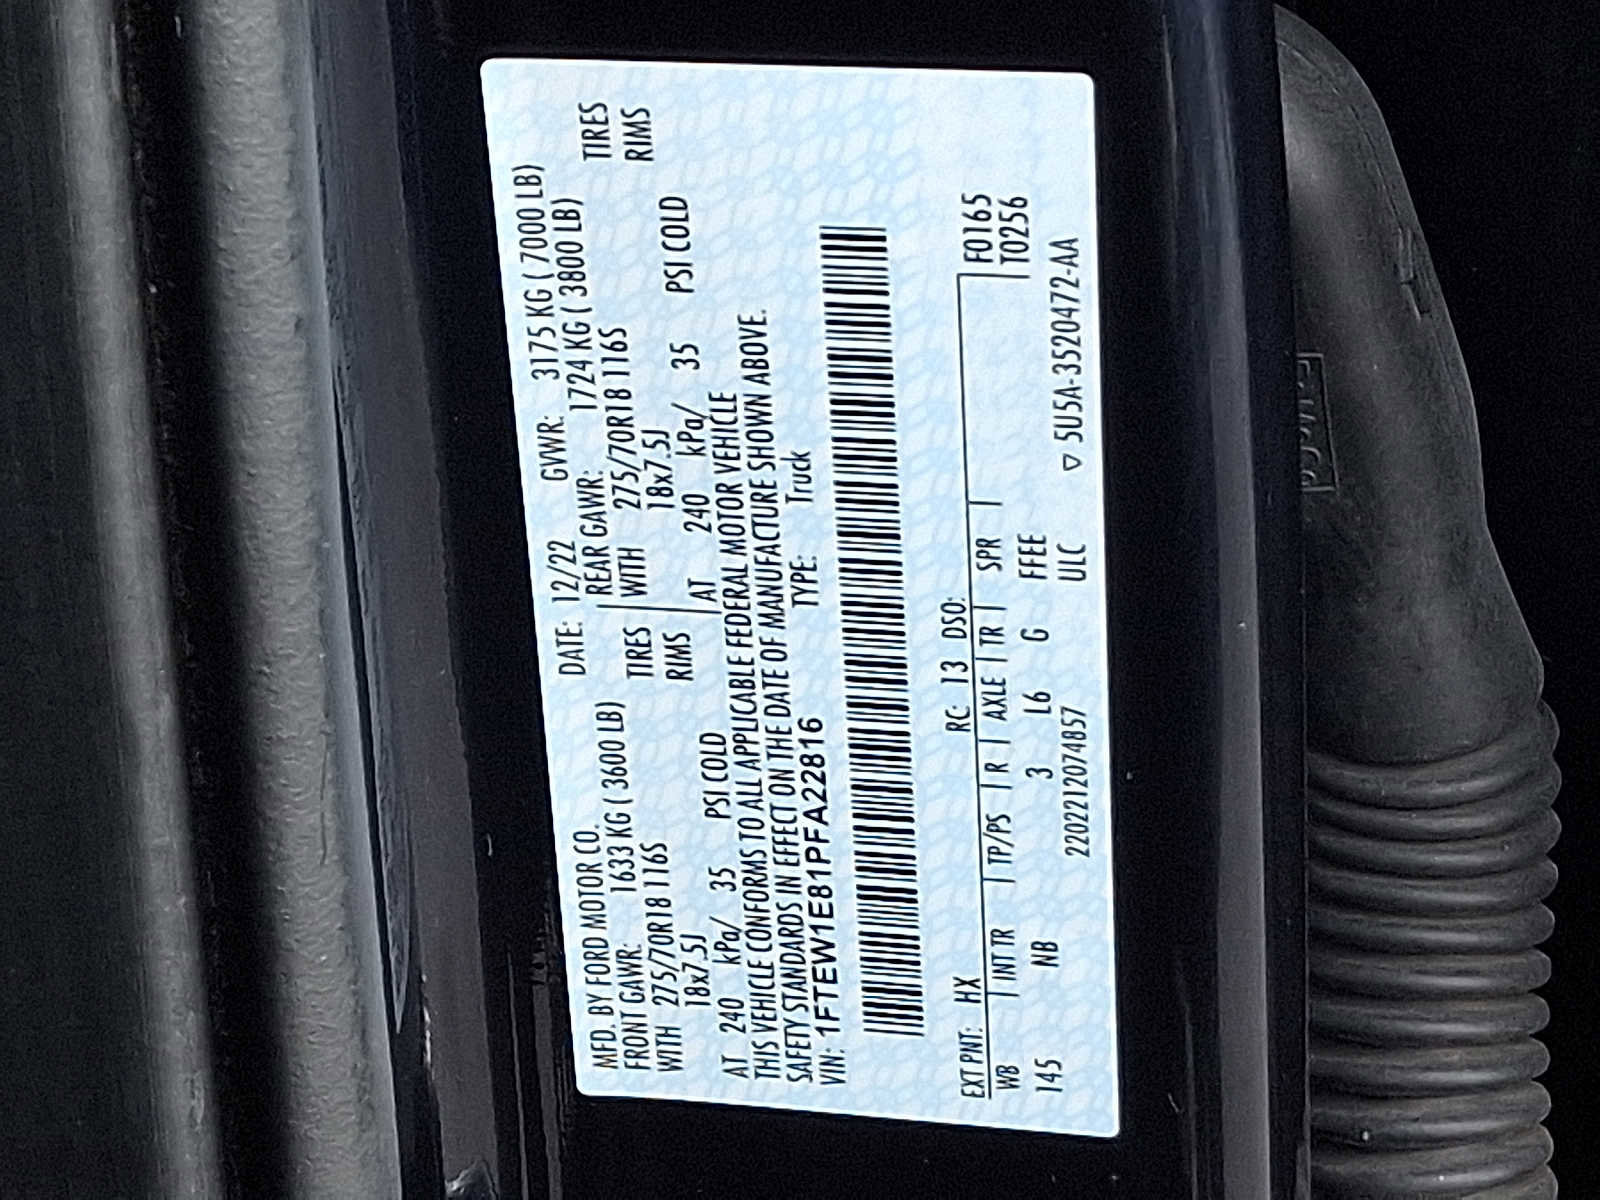 MFD. BY FORD MOTOR CO. DATE: 12/22 GVWR: 3175 KG ( 7000 LB)
FRONT GAWR: 1633 KG ( 3600 LB) REAR GAWR: 1724 KG ( 3800 LB)
WITH 275/70R18 116S TIRES WITH 275/70R18 116S TIRES
18x7.5J RIMS 18x7.5J RIMS
AT 240 kPa/ 35 PSI COLD AT 240 kPa/ 35 PSI COLD
THIS VEHICLE CONFORMS TO ALL APPLICABLE FEDERAL MOTOR VEHICLE
SAFETY STANDARDS IN EFFECT ON THE DATE OF MANUFACTURE SHOWN ABOVE.
VIN: 1FTEW1E81PFA22816 TYPE: Truck
EXT PNT: HX RC: 13 DSO: F0165
WB INT TR TP/PS R AXLE TR SPR T0256
145 NB 3 L6 G FFEE
2202212074857 ULC ▽ 5U5A-3520472-AA